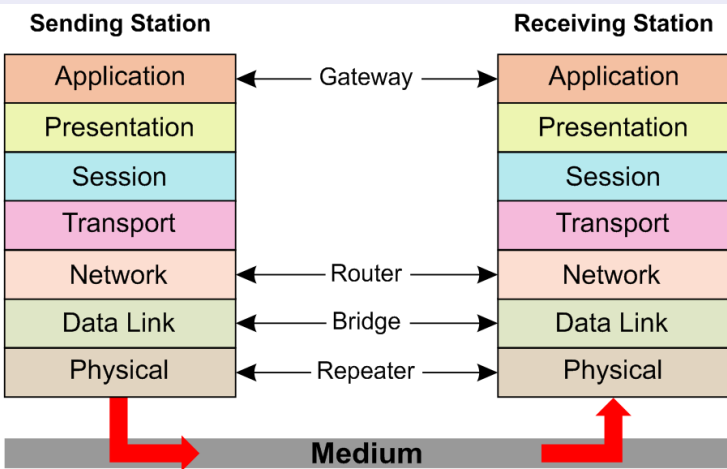 Sending Station Receiving Station
Application Gateway Application
Presentation Presentation
Session Session
Transport Transport
Network Router Network
Data Link Bridge Data Link
Physical Repeater Physical
Medium